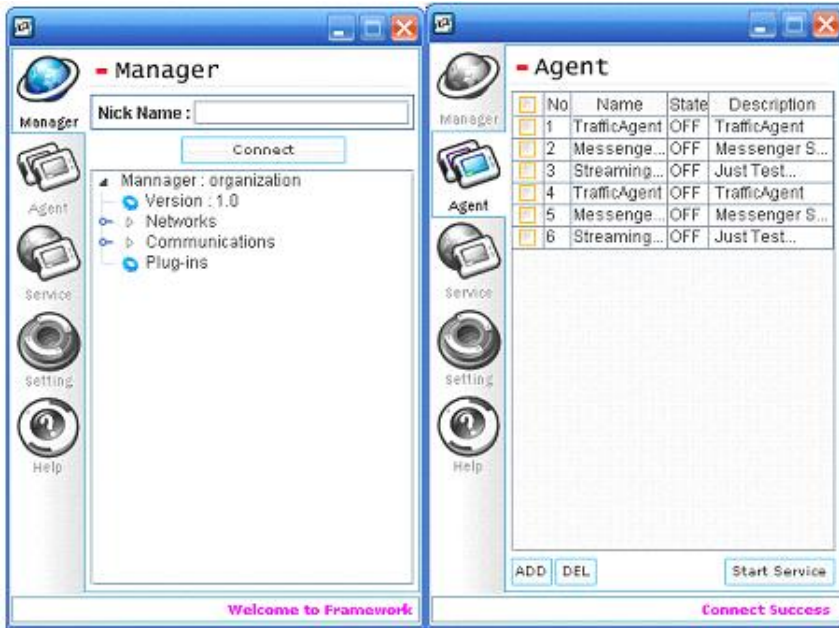 Manager
Nick Name :
Connect
Mannager : organization
Version : 1.0
Networks
Communications
Plug-ins
Manager
Agent
Service
Setting
Help
Welcome to Framework
Agent
No Name State Description
1 TrafficAgent OFF TrafficAgent
2 Messenge... OFF Messenger S...
3 Streaming... OFF Just Test...
4 TrafficAgent OFF TrafficAgent
5 Messenge... OFF Messenger S...
6 Streaming... OFF Just Test...
Manager
Agent
Service
Setting
Help
ADD DEL Start Service
Connect Success